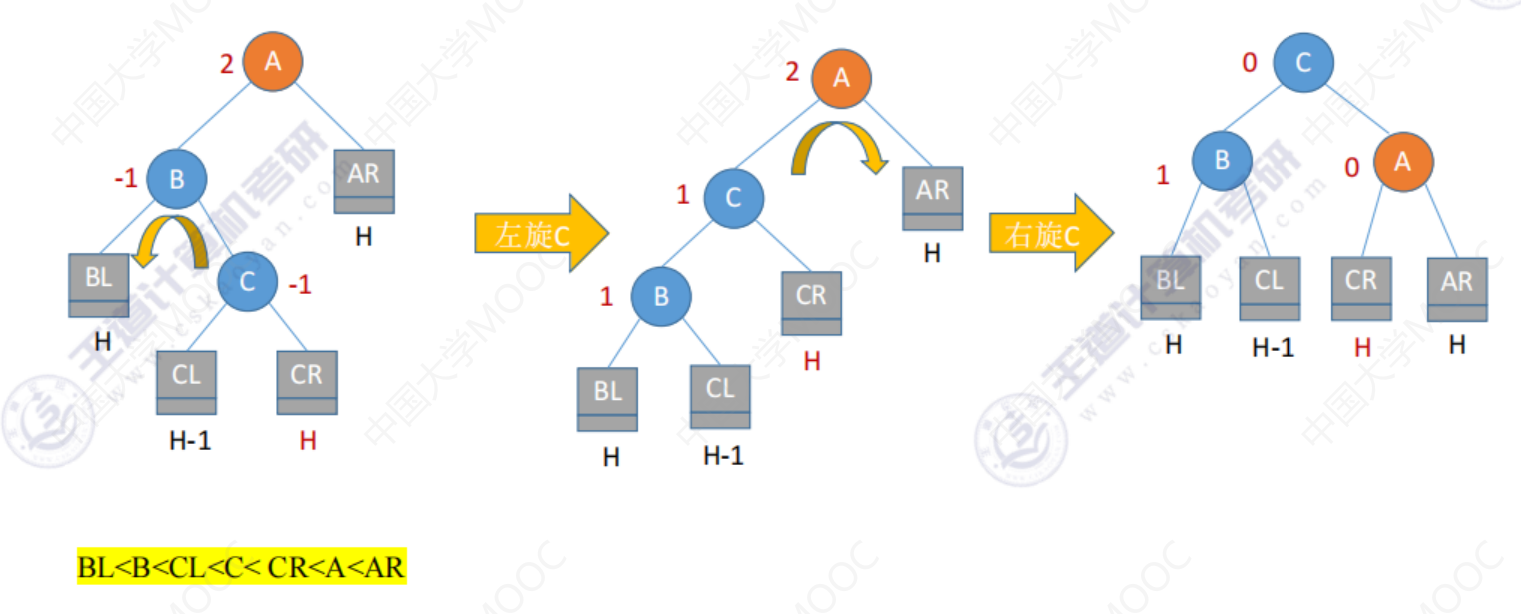 A
2
B
-1
AR
H
BL
H
C
-1
CL
H-1
CR
H
左旋C
A
2
C
1
AR
H
B
1
CR
H
BL
H
CL
H-1
右旋C
C
0
B
1
A
0
BL
H
CL
H-1
CR
H
AR
H
BL<B<CL<C< CR<A<AR
中国大学MOOC
王道计算机考研
www.cskaoyan.com